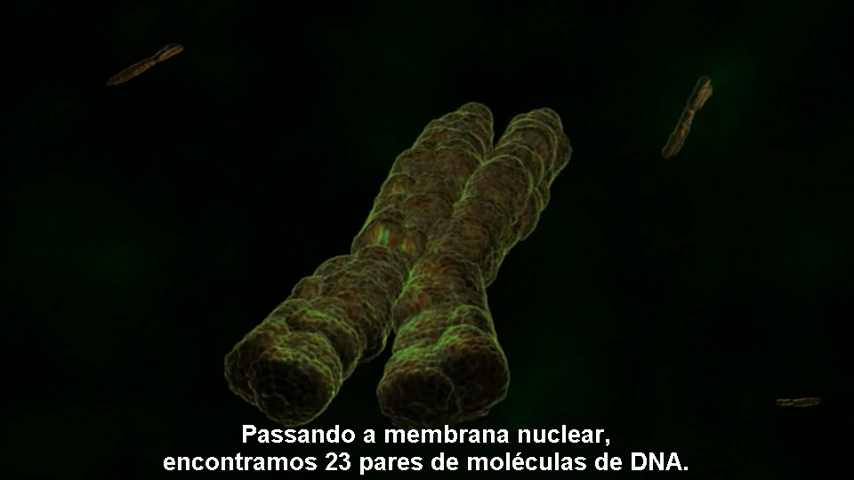 Passando a membrana nuclear,
encontramos 23 pares de moléculas de DNA.